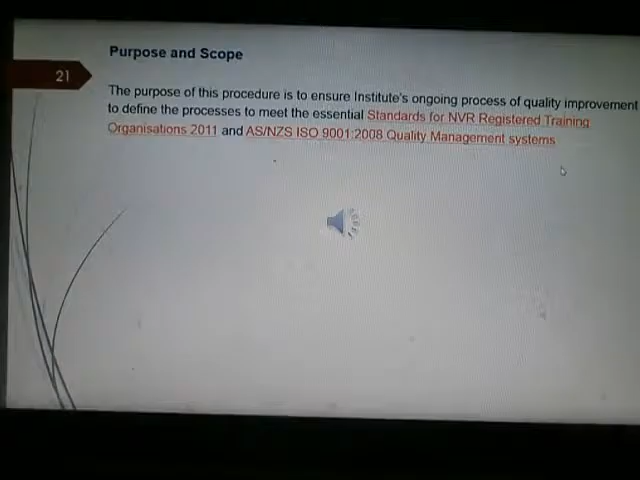 Purpose and Scope
21
The purpose of this procedure is to ensure Institute's ongoing process of quality improvement
to define the processes to meet the essential Standards for NVR Registered Training
Organisations 2011 and AS/NZS ISO 9001:2008 Quality Management systems